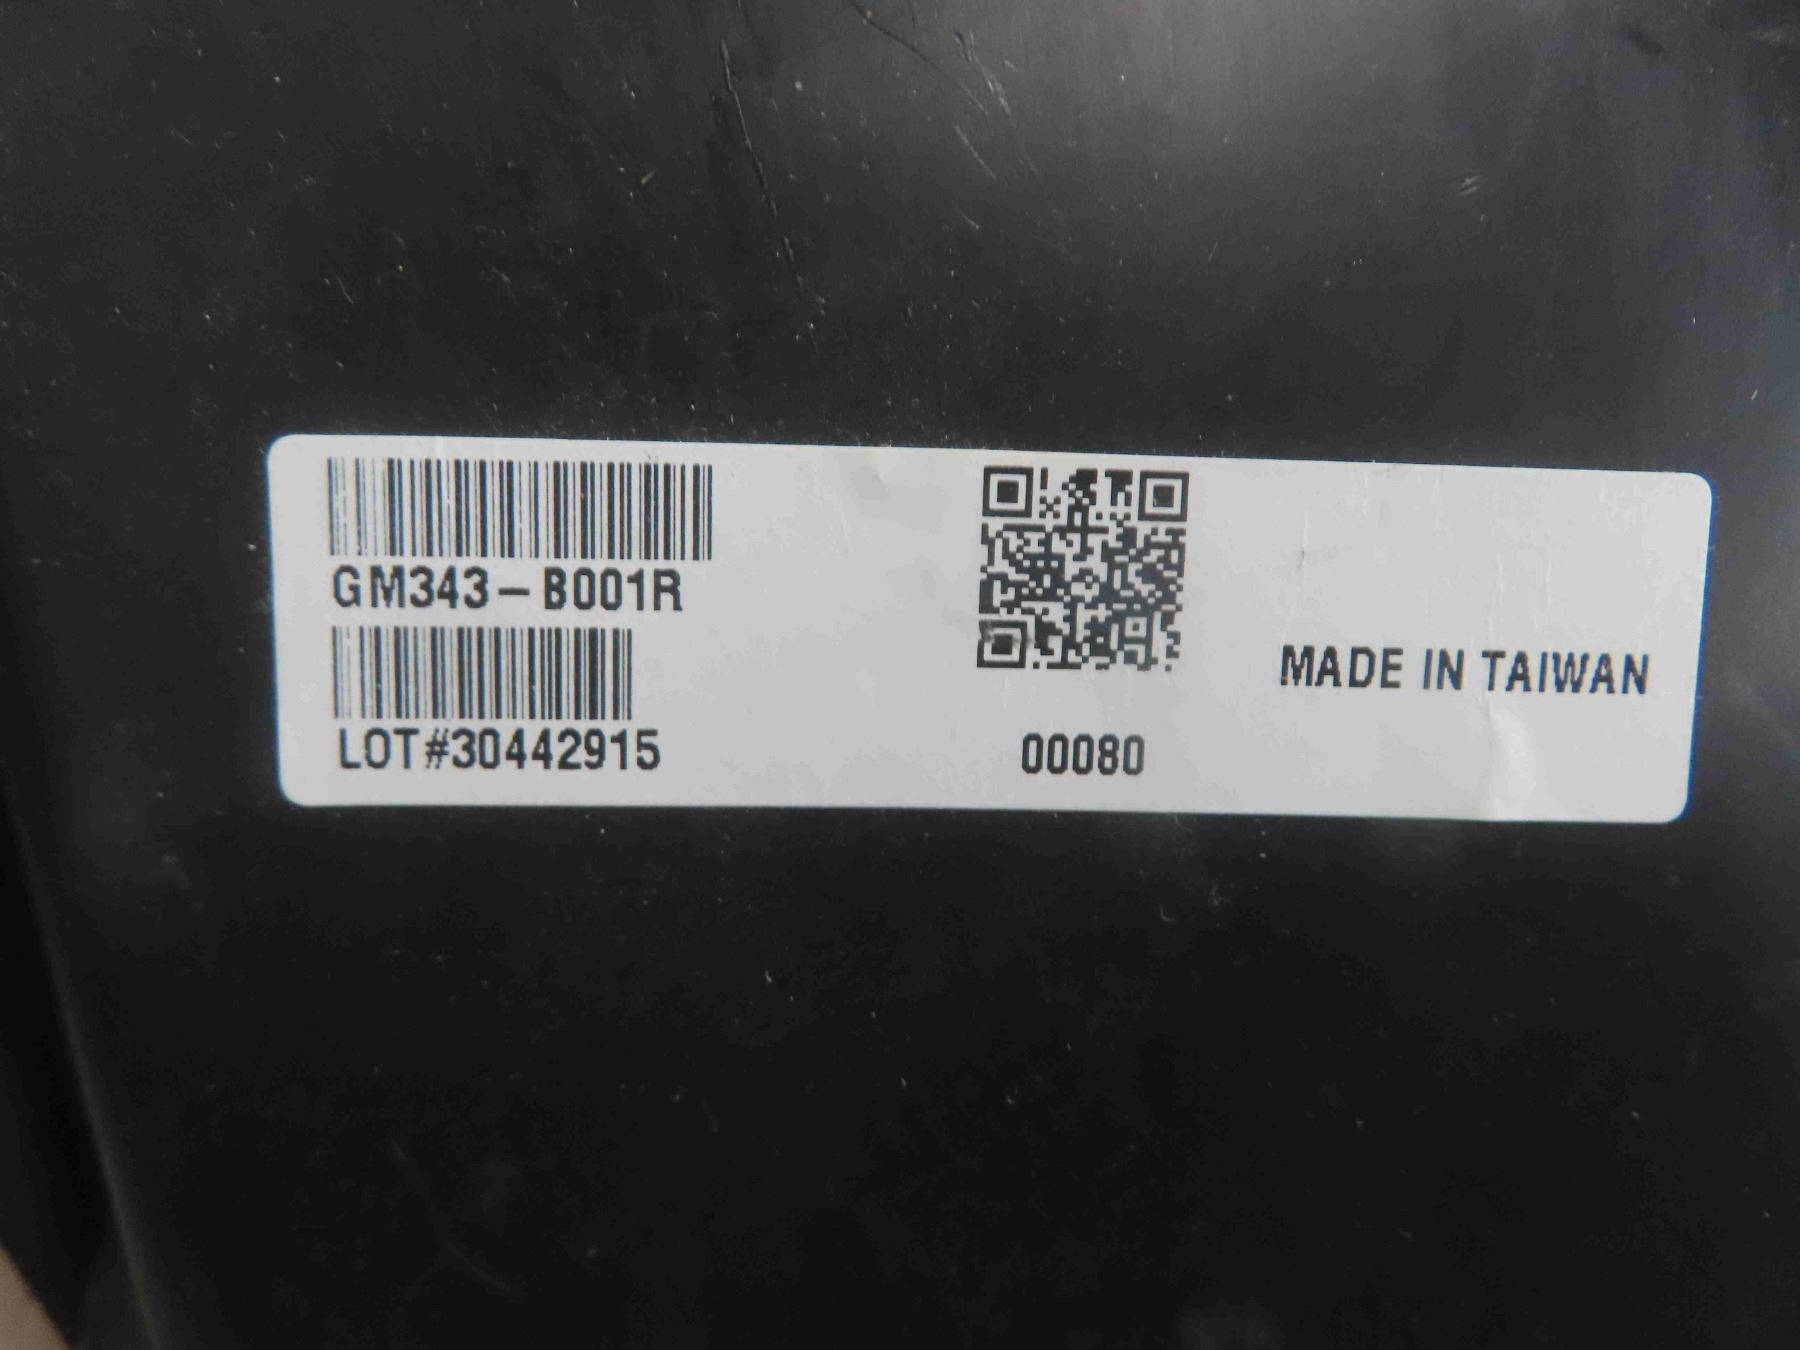 GM343-B001R
LOT#30442915
00080
MADE IN TAIWAN